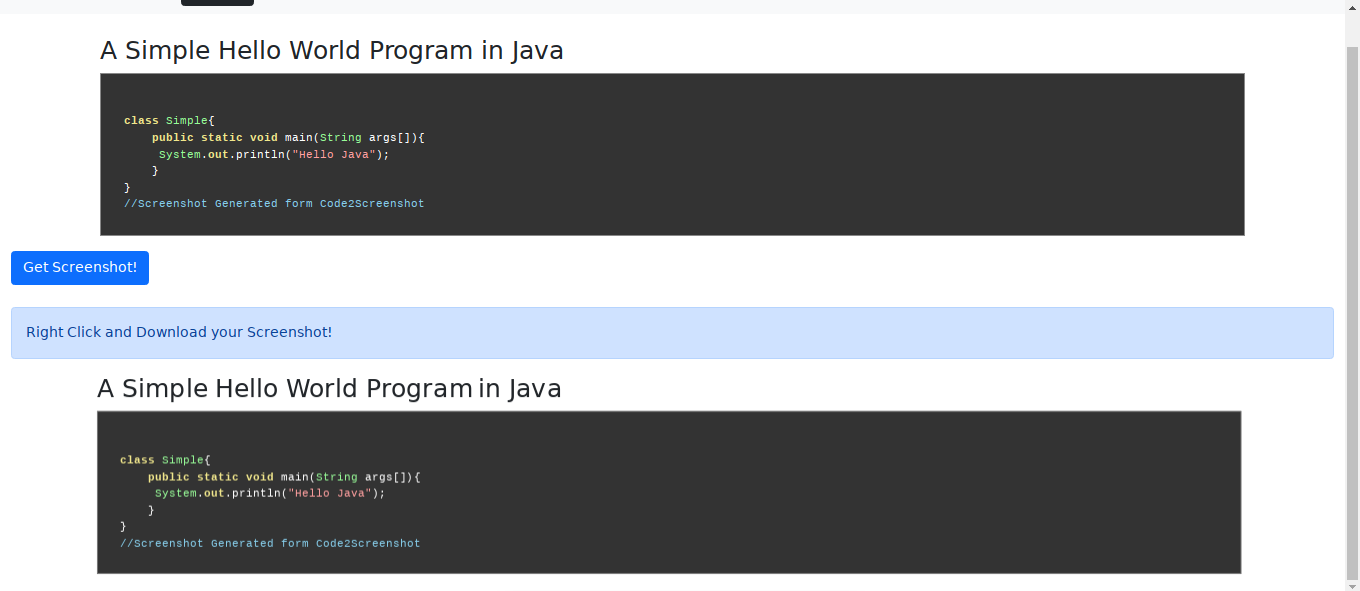 A Simple Hello World Program in Java
class Simple{
    public static void main(String args[]){
     System.out.println("Hello Java");
    }
}
//Screenshot Generated form Code2Screenshot
Get Screenshot!
Right Click and Download your Screenshot!
A Simple Hello World Program in Java
class Simple{
    public static void main(String args[]){
     System.out.println("Hello Java");
    }
}
//Screenshot Generated form Code2Screenshot